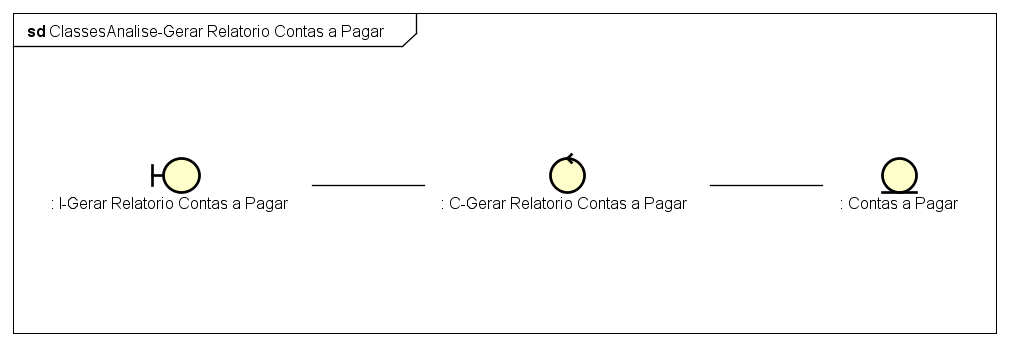 sd ClassesAnalise-Gerar Relatorio Contas a Pagar
: I-Gerar Relatorio Contas a Pagar
: C-Gerar Relatorio Contas a Pagar
: Contas a Pagar